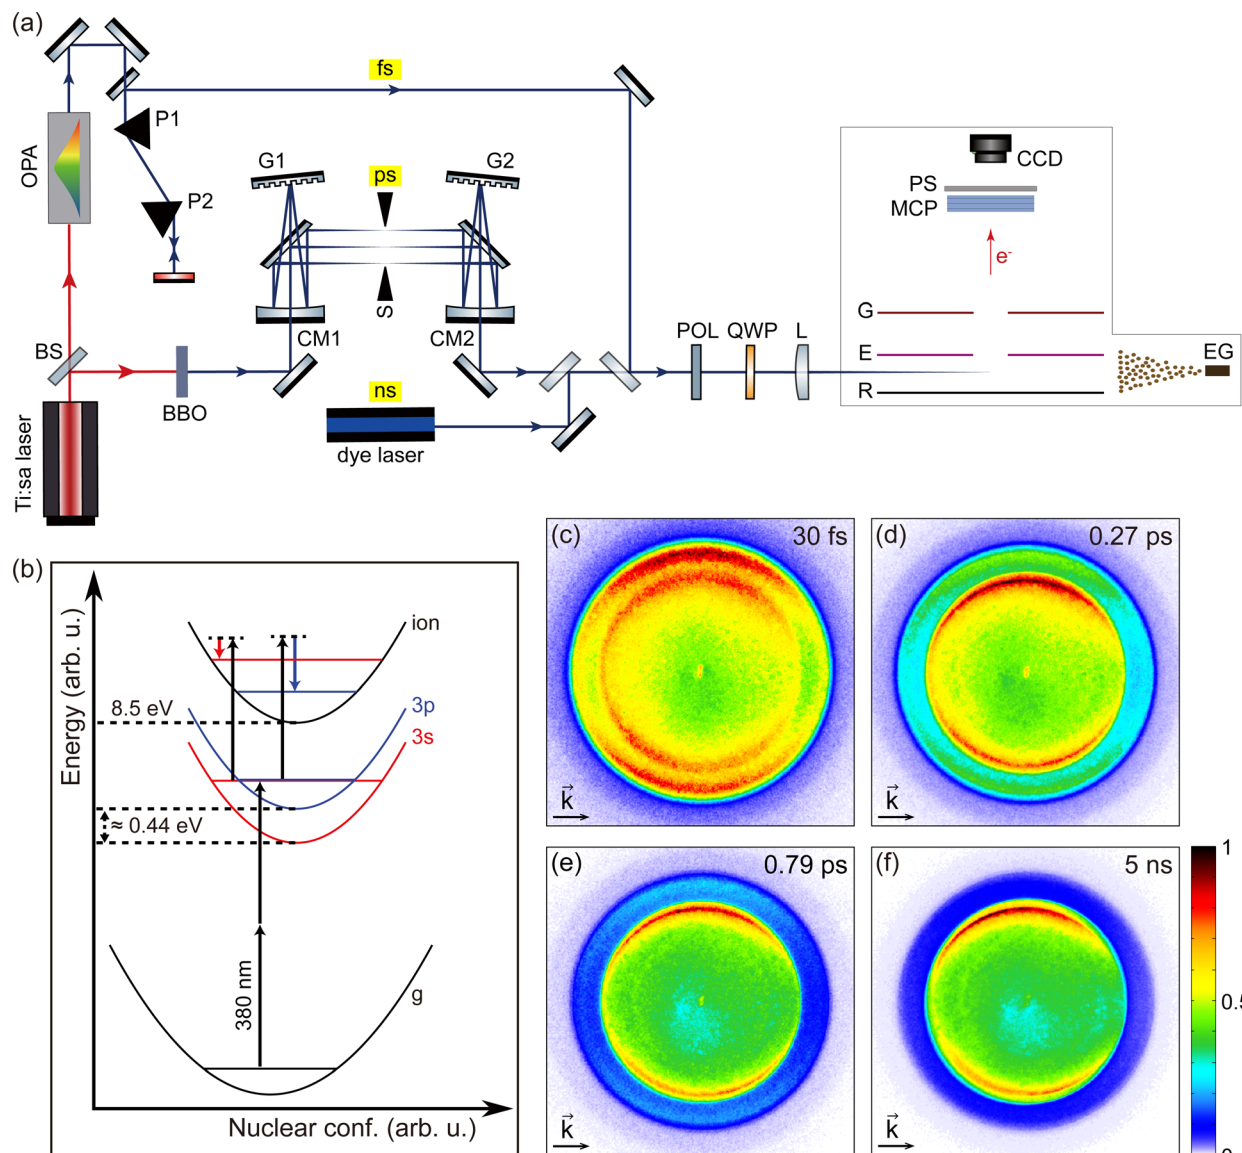 (a)
fs
P1
OPA
P2
G1
ps
G2
S
CM1
CM2
BS
BBO
ns
dye laser
Ti:sa laser
POL
QWP
L
CCD
PS
MCP
e-
G
E
R
EG
(b)
Energy (arb. u.)
ion
8.5 eV
3p
3s
≈ 0.44 eV
380 nm
g
Nuclear conf. (arb. u.)
(c)
30 fs
k
(d)
0.27 ps
k
(e)
0.79 ps
k
(f)
5 ns
k
1
0.5
0